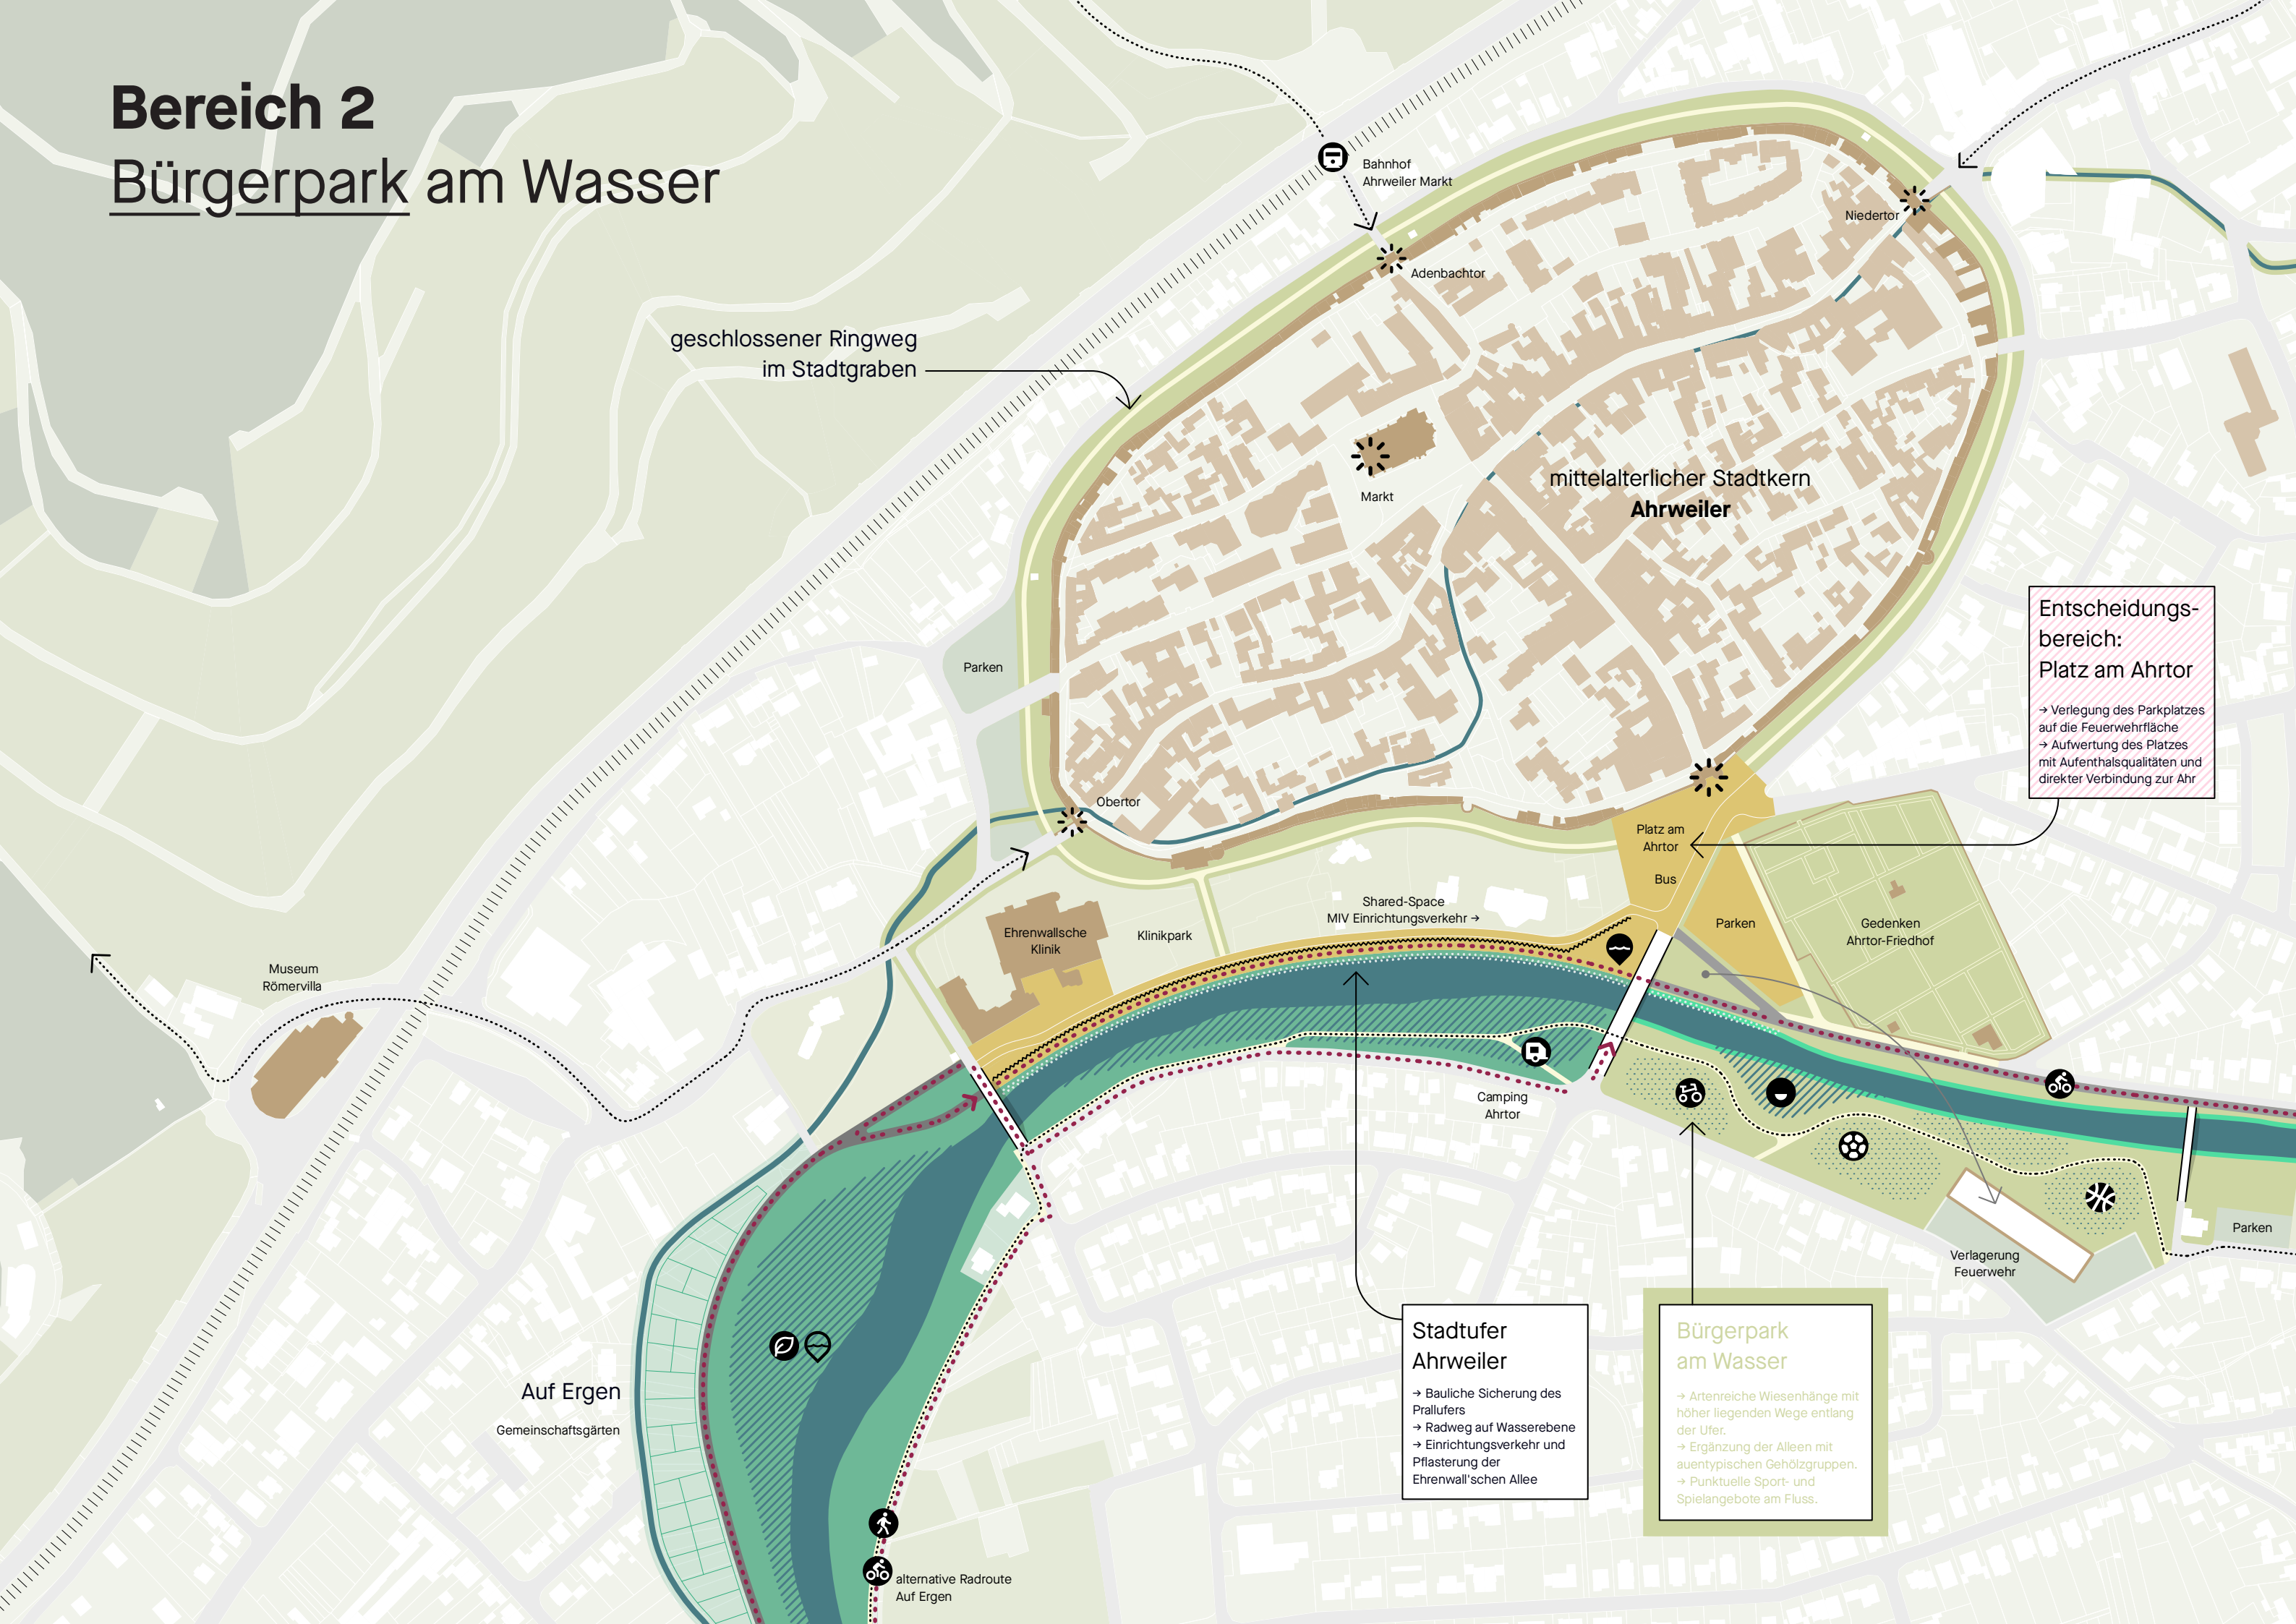 Bereich 2
Bürgerpark am Wasser
Bahnhof
Ahrweiler Markt
Niedertor
Adenbachtor
geschlossener Ringweg
im Stadtgraben
Markt
mittelalterlicher Stadtkern
Ahrweiler
Entscheidungs-
bereich:
Platz am Ahrtor
→ Verlegung des Parkplatzes
auf die Feuerwehrfläche
→ Aufwertung des Platzes
mit Aufenthalsqualitäten und
direkter Verbindung zur Ahr
Parken
Obertor
Platz am
Ahrtor
Bus
Shared-Space
MIV Einrichtungsverkehr →
Parken
Gedenken
Ahrtor-Friedhof
Ehrenwallsche
Klinik
Klinikpark
Museum
Römervilla
Camping
Ahrtor
Parken
Verlagerung
Feuerwehr
Stadtufer
Ahrweiler
→ Bauliche Sicherung des
Prallufers
→ Radweg auf Wasserebene
→ Einrichtungsverkehr und
Pflasterung der
Ehrenwall'schen Allee
Bürgerpark
am Wasser
→ Artenreiche Wiesenhänge mit
höher liegenden Wege entlang
der Ufer.
→ Ergänzung der Alleen mit
auentypischen Gehölzgruppen.
→ Punktuelle Sport- und
Spielangebote am Fluss.
Auf Ergen
Gemeinschaftsgärten
alternative Radroute
Auf Ergen